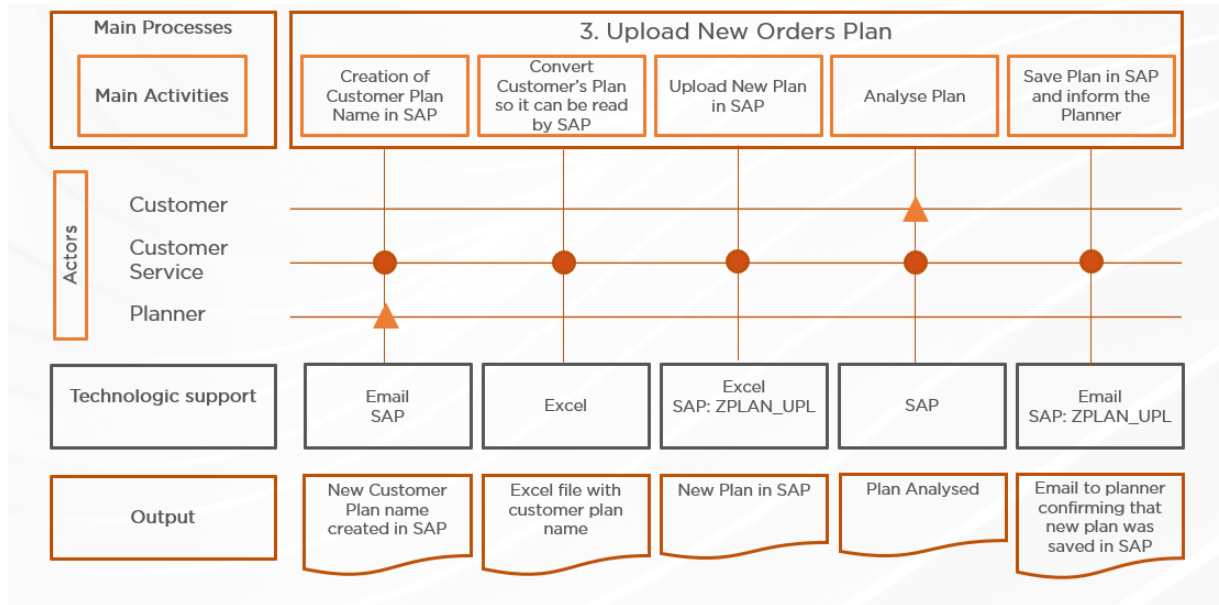 Main Processes
3. Upload New Orders Plan
Main Activities
Creation of
Customer Plan
Name in SAP
Convert
Customer's Plan
so it can be read
by SAP
Upload New Plan
in SAP
Analyse Plan
Save Plan in SAP
and inform the
Planner
Actors
Customer
Customer
Service
Planner
Technologic support
Email
SAP
Excel
Excel
SAP: ZPLAN_UPL
SAP
Email
SAP: ZPLAN_UPL
Output
New Customer
Plan name
created in SAP
Excel file with
customer plan
name
New Plan in SAP
Plan Analysed
Email to planner
confirming that
new plan was
saved in SAP